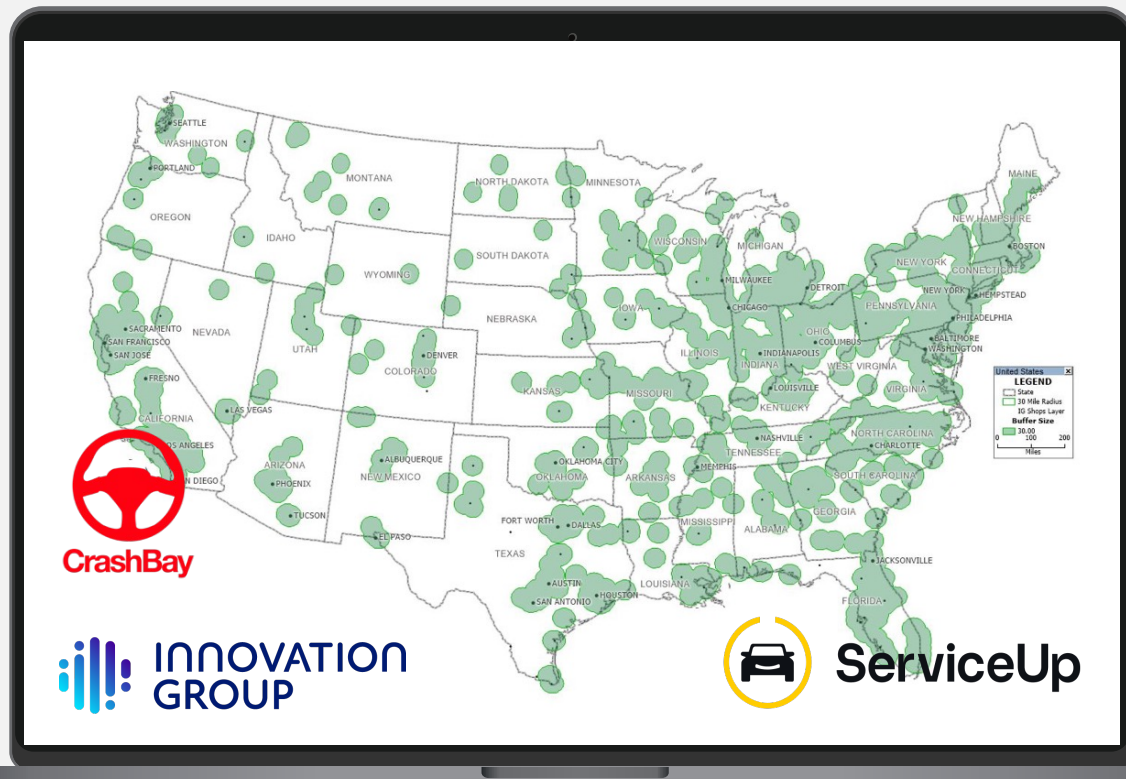 SEATTLE
WASHINGTON
PORTLAND
OREGON
IDAHO
MONTANA
NORTH DAKOTA
MINNESOTA
SOUTH DAKOTA
WYOMING
WISCONSIN
MICHIGAN
MAINE
NEW HAMPSHIRE
BOSTON
NEW YORK
CONNECTICUT
NEW YORK
HEMPSTEAD
PENNSYLVANIA
PHILADELPHIA
MILWAUKEE
DETROIT
CHICAGO
IOWA
NEBRASKA
NEVADA
UTAH
SACRAMENTO
SAN FRANCISCO
SAN JOSE
FRESNO
CALIFORNIA
LAS VEGAS
DENVER
COLORADO
KANSAS
MISSOURI
ILLINOIS
INDIANA
INDIANAPOLIS
OHIO
COLUMBUS
BALTIMORE
WASHINGTON
WEST VIRGINIA
VIRGINIA
LOUISVILLE
KENTUCKY
United States
LEGEND
State
30 Mile Radius
IG Shops Layer
Buffer Size
30.00
0 100 200
Miles
OS ANGELES
N DIEGO
ARIZONA
PHOENIX
TUCSON
ALBUQUERQUE
NEW MEXICO
EL PASO
OKLAHOMA CITY
OKLAHOMA
ARKANSAS
MEMPHIS
NASHVILLE
TENNESSEE
NORTH CAROLINA
CHARLOTTE
SOUTH CAROLINA
GEORGIA
ALABAMA
MISSISSIPPI
FORT WORTH
DALLAS
TEXAS
AUSTIN
SAN ANTONIO
HOUSTON
LOUISIANA
JACKSONVILLE
FLORIDA
CrashBay
INNOVATION
GROUP
ServiceUp